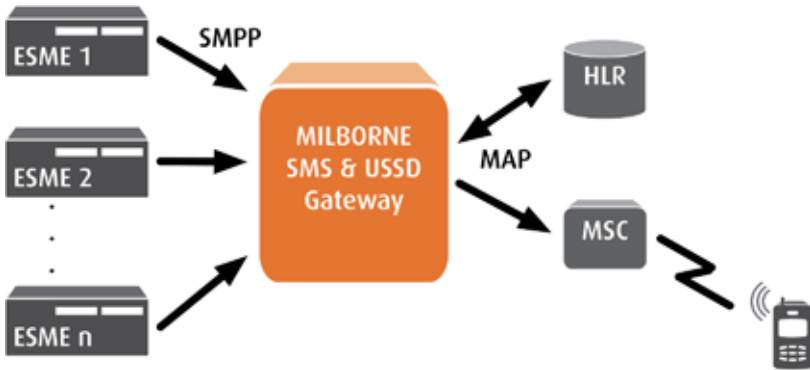 ESME 1
SMPP
ESME 2
ESME n
MILBORNE
SMS & USSD
Gateway
MAP
HLR
MSC